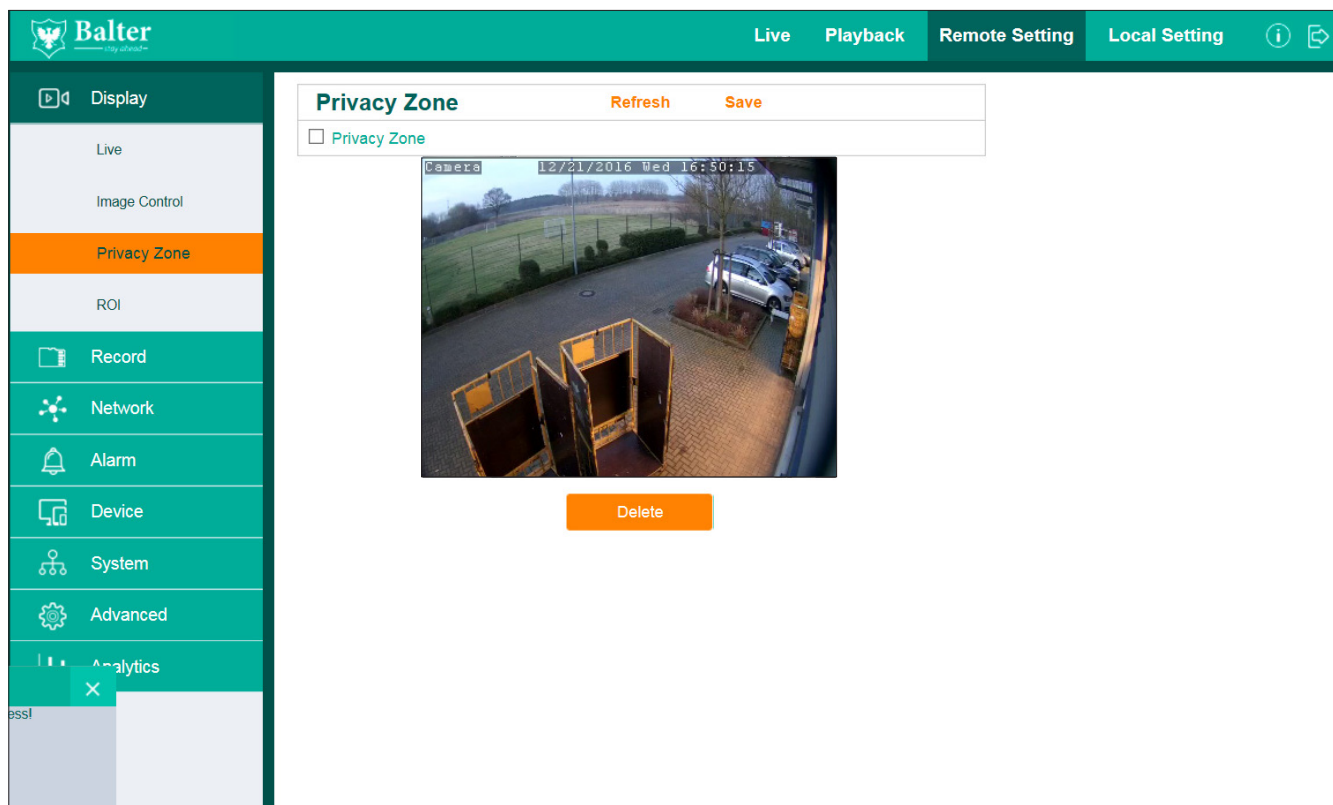 Balter
stay ahead
Live Playback Remote Setting Local Setting
Display
Live
Image Control
Privacy Zone
ROI
Record
Network
Alarm
Device
System
Advanced
Analytics
ess!
Privacy Zone Refresh Save
Privacy Zone
Camera 12/21/2016 Wed 16:50:15
Delete